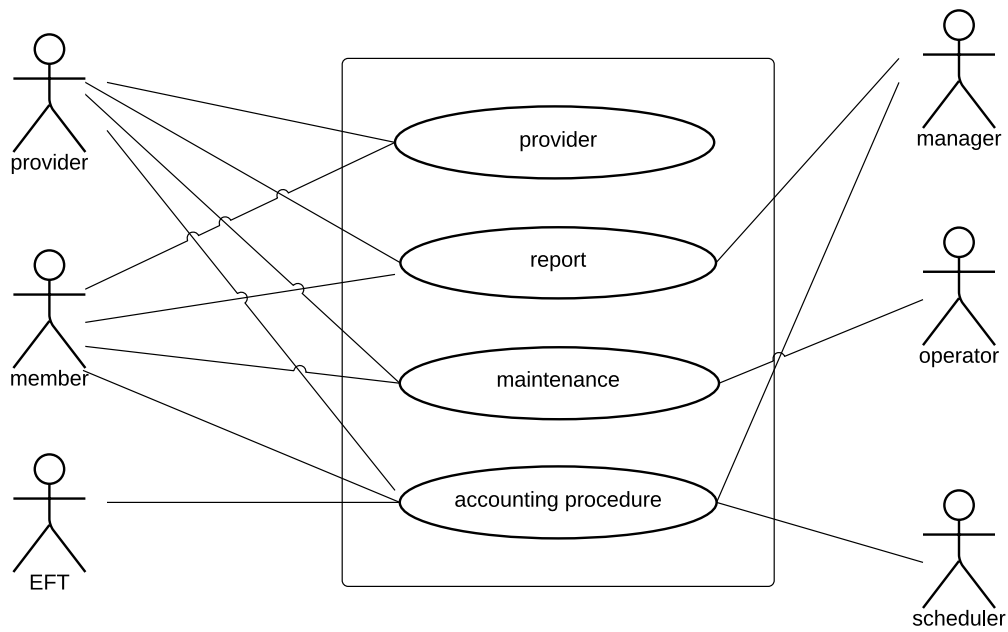 provider
member
EFT
provider
report
maintenance
accounting procedure
manager
operator
scheduler